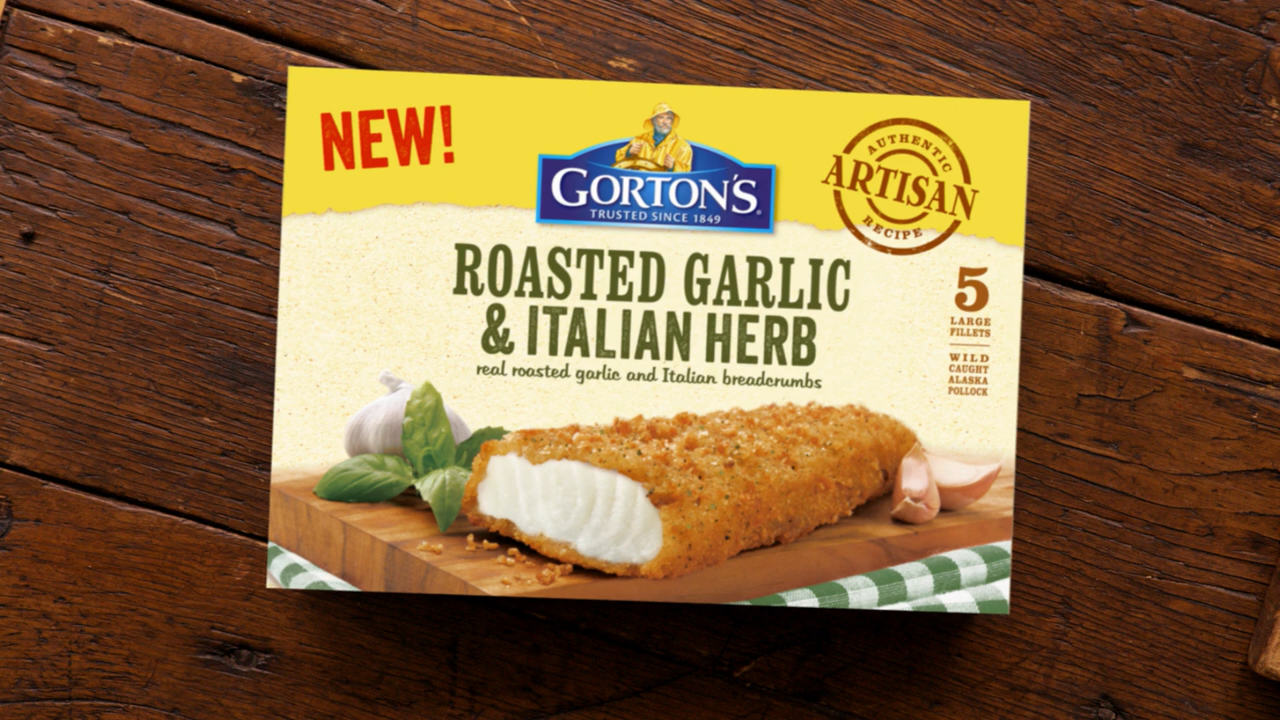 NEW!
GORTON'S®
TRUSTED SINCE 1849
AUTHENTIC
ARTISAN
RECIPE
ROASTED GARLIC
& ITALIAN HERB
real roasted garlic and Italian breadcrumbs
5
LARGE
FILLETS
WILD
CAUGHT
ALASKA
POLLOCK